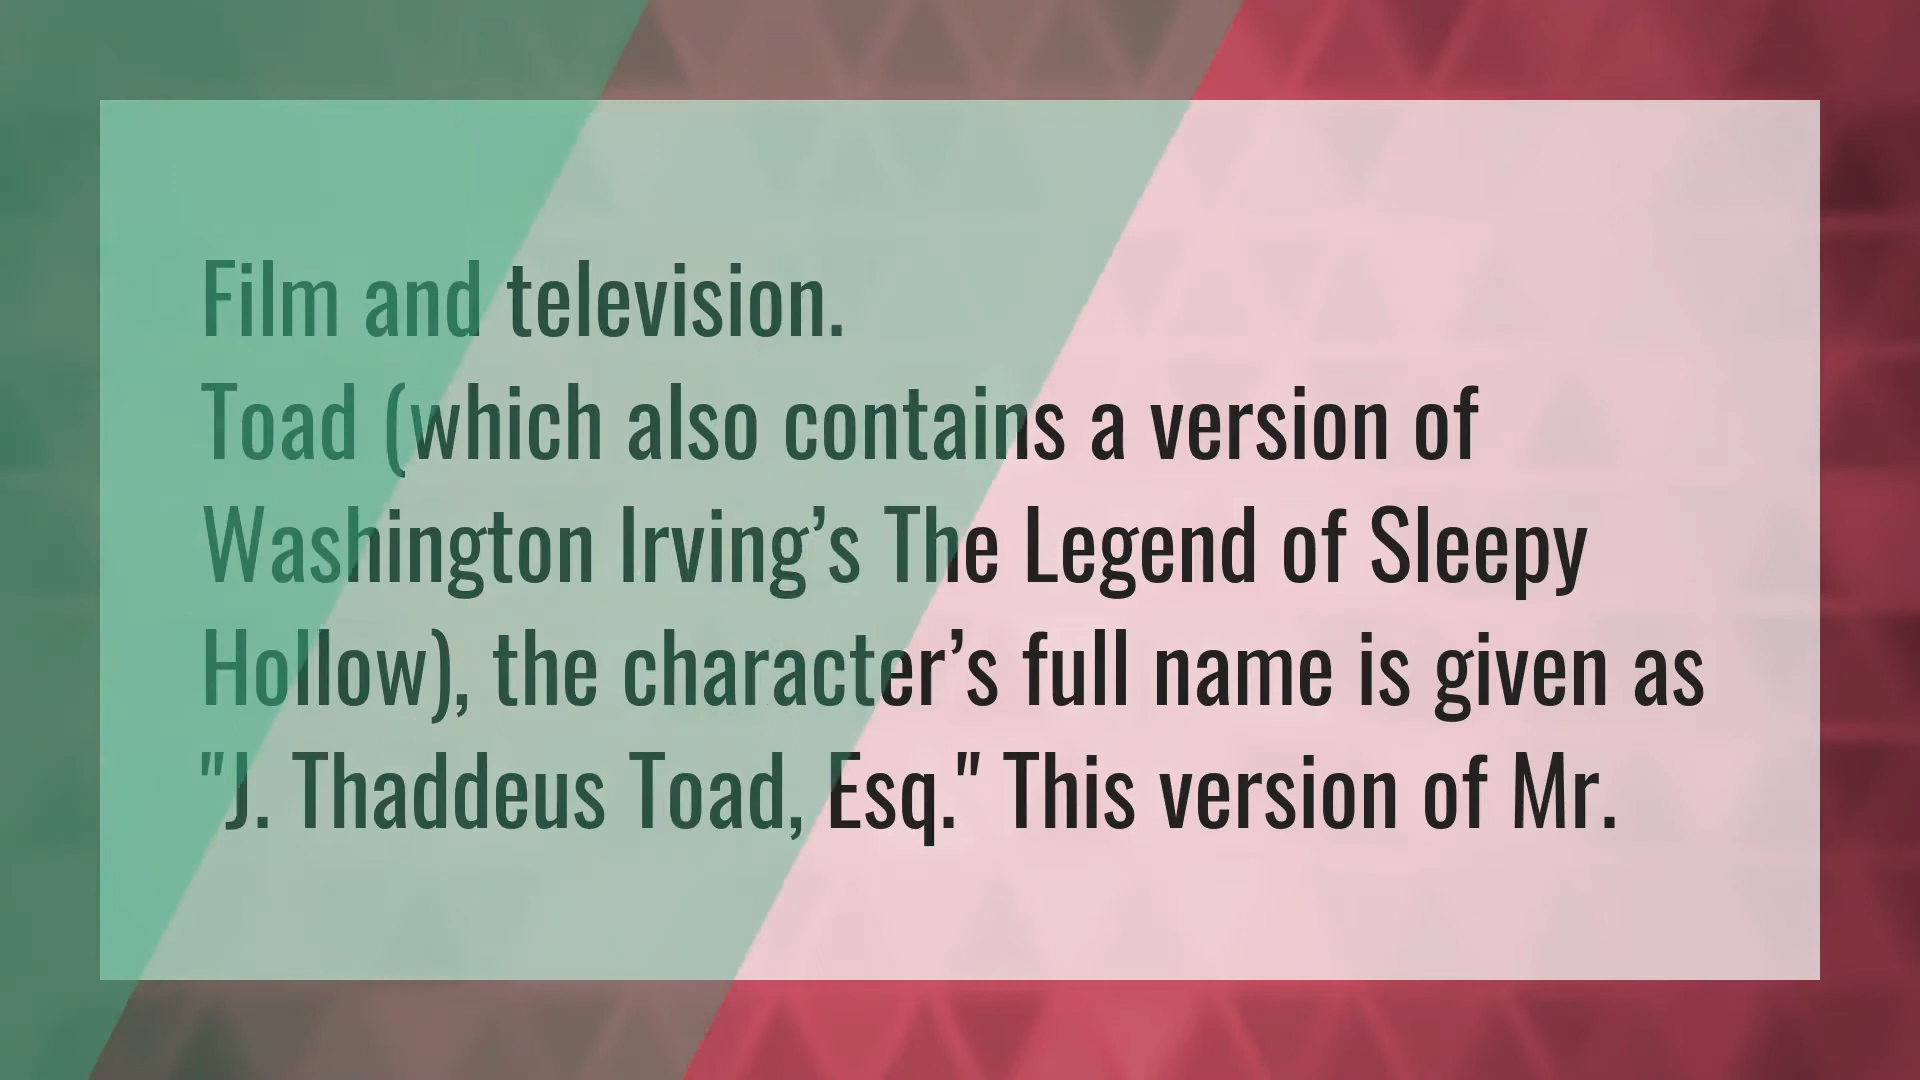 Film and television.
Toad (which also contains a version of
Washington Irving’s The Legend of Sleepy
Hollow), the character’s full name is given as
"J. Thaddeus Toad, Esq." This version of Mr.